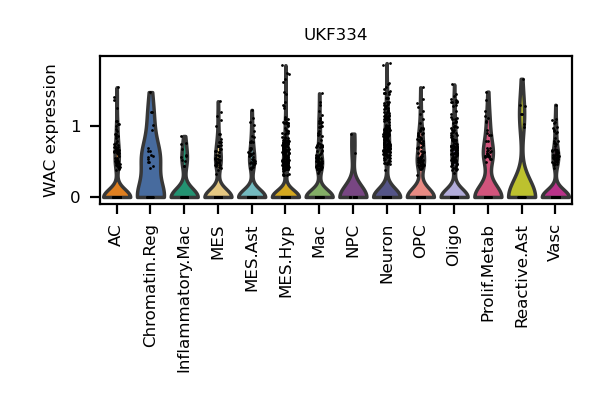 UKF334
WAC expression
1
0
AC
Chromatin.Reg
Inflammatory.Mac
MES
MES.Ast
MES.Hyp
Mac
NPC
Neuron
OPC
Oligo
Prolif.Metab
Reactive.Ast
Vasc